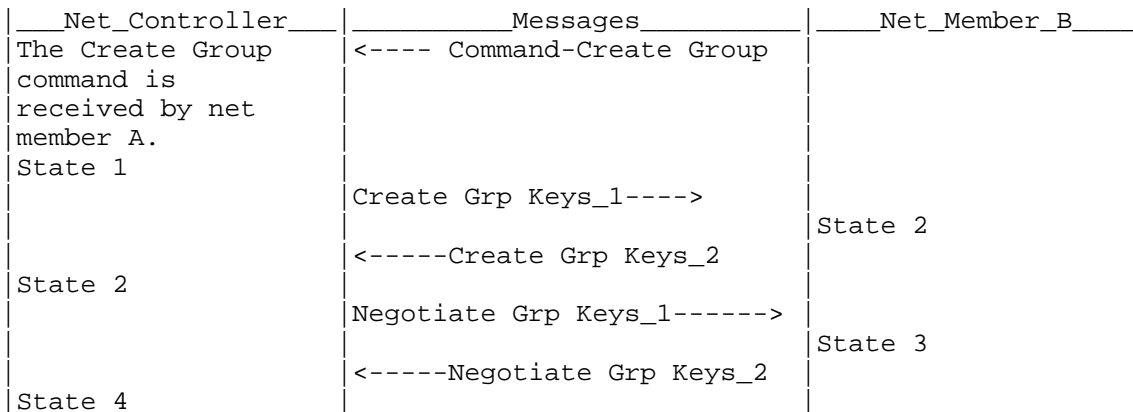 |___Net_Controller___|__________Messages__________|____Net_Member_B____
|The Create Group    |<---- Command-Create Group  |
|command is          |                            |
|received by net     |                            |
|member A.           |                            |
|State 1             |                            |
|                    |Create Grp Keys_1---->      |
|                    |                            |State 2
|                    |<-----Create Grp Keys_2     |
|State 2             |                            |
|                    |Negotiate Grp Keys_1------> |
|                    |                            |State 3
|                    |<-----Negotiate Grp Keys_2  |
|State 4             |                            |